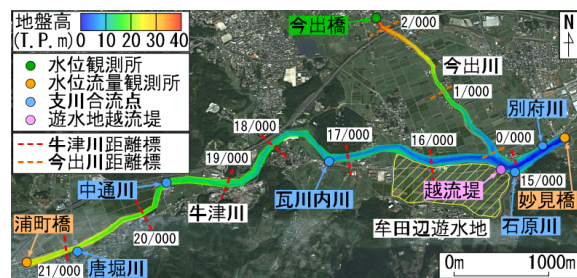 地盤高
(T.P. m) 0 10 20 30 40
水位観測所
水位流量観測所
支川合流点
遊水地越流堤
牛津川距離標
今出川距離標
今出橋
2/000
N
今出川
1/000
別府川
18/000
17/000
16/000
0/000
19/000
中通川
瓦川内川
越流堤
15/000
妙見橋
浦町橋
牛津川
牟田辺遊水地
石原川
20/000
21/000
唐堀川
0 1000m